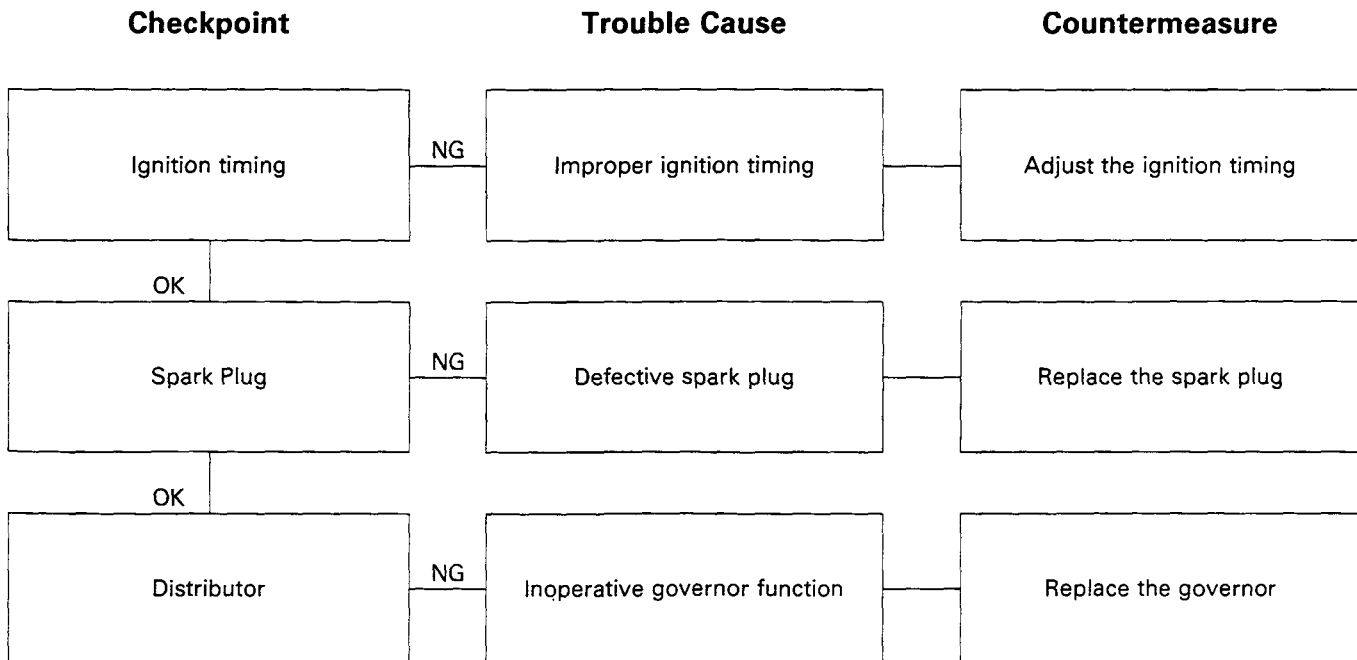 Checkpoint
Trouble Cause
Countermeasure
Ignition timing
NG
Improper ignition timing
Adjust the ignition timing
OK
Spark Plug
NG
Defective spark plug
Replace the spark plug
OK
Distributor
NG
Inoperative governor function
Replace the governor